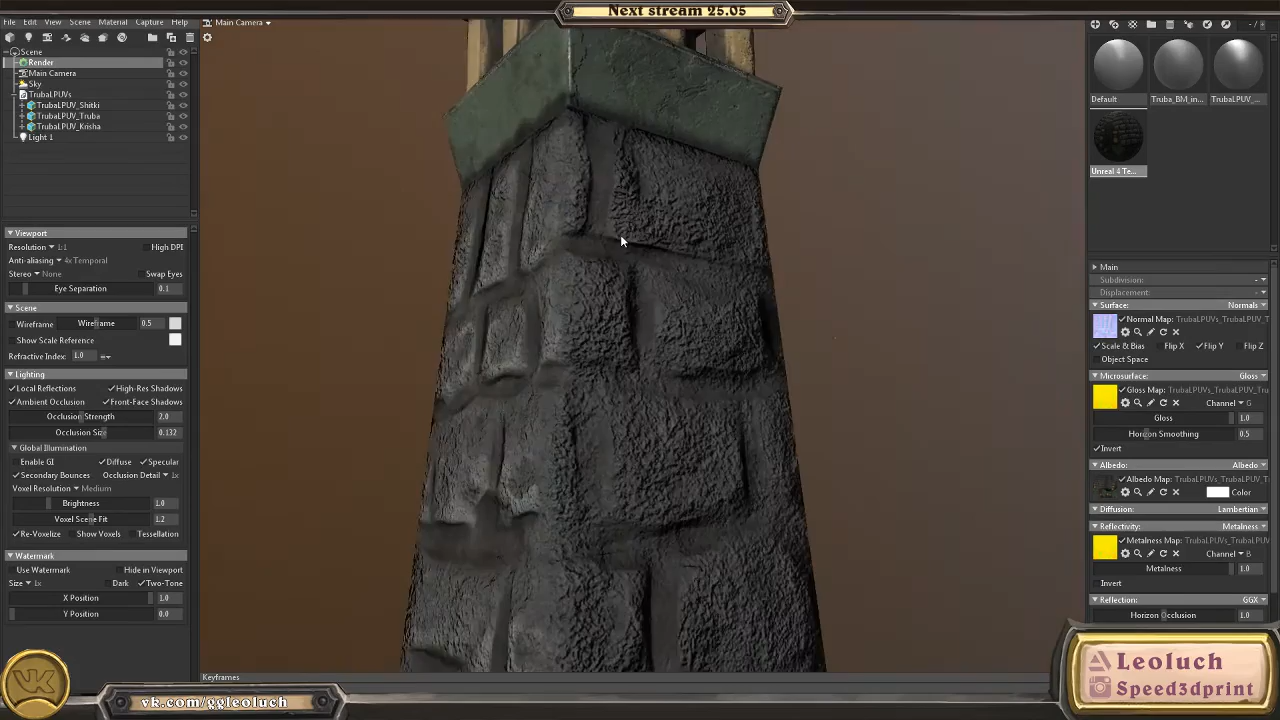 Next stream 25.05
File Edit View Scene Material Capture Help
Main Camera
Scene
Render
Main Camera
Sky
TrubaLPUVs
TrubaLPUV_Shitki
TrubaLPUV_Truba
TrubaLPUV_Krisha
Light 1
Viewport
Resolution 1:1 High DPI
Anti-aliasing 4x Temporal
Stereo None Swap Eyes
Eye Separation 0.1
Scene
Wireframe Wireframe 0.5
Show Scale Reference
Refractive Index: 1.0
Lighting
Local Reflections High-Res Shadows
Ambient Occlusion Front-Face Shadows
Occlusion Strength 2.0
Occlusion Size 0.132
Global Illumination
Enable GI Diffuse Specular
Secondary Bounces Occlusion Detail 1x
Voxel Resolution Medium
Brightness 1.0
Voxel Scene Fit 1.2
Re-Voxelize Show Voxels Tessellation
Watermark
Use Watermark Hide in Viewport
Size 1x Dark Two-Tone
X Position 1.0
Y Position 0.0
Keyframes
Default Truba_BM_in... TrubaLPUV_...
Unreal 4 Te...
Main
Subdivision:
Displacement:
Surface: Normals
Normal Map: TrubaLPUVs_TrubaLPUV_T
Scale & Bias Flip X Flip Y Flip Z
Object Space
Microsurface: Gloss
Gloss Map: TrubaLPUVs_TrubaLPUV_Tru
Channel G
Gloss 1.0
Horizon Smoothing 0.5
Invert
Albedo: Albedo
Albedo Map: TrubaLPUVs_TrubaLPUV_T
Color
Diffusion: Lambertian
Reflectivity: Metalness
Metalness Map: TrubaLPUVs_TrubaLPUV
Channel B
Metalness 1.0
Invert
Reflection: GGX
Horizon Occlusion 1.0
Leoluch
Speed3dprint
vk.com/ggleoluch